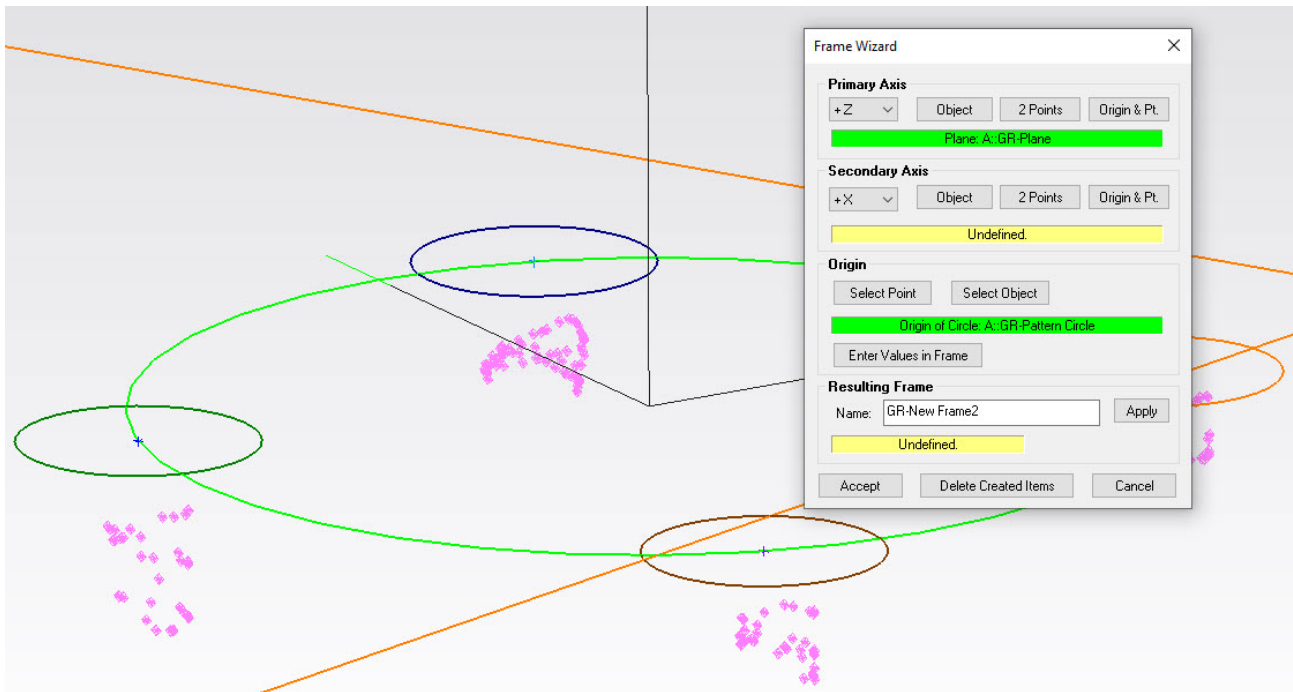 Frame Wizard
Primary Axis
+Z Object 2 Points Origin & Pt.
Plane: A::GR-Plane
Secondary Axis
+X Object 2 Points Origin & Pt.
Undefined.
Origin
Select Point Select Object
Origin of Circle: A::GR-Pattern Circle
Enter Values in Frame
Resulting Frame
Name: GR-New Frame2 Apply
Undefined.
Accept Delete Created Items Cancel